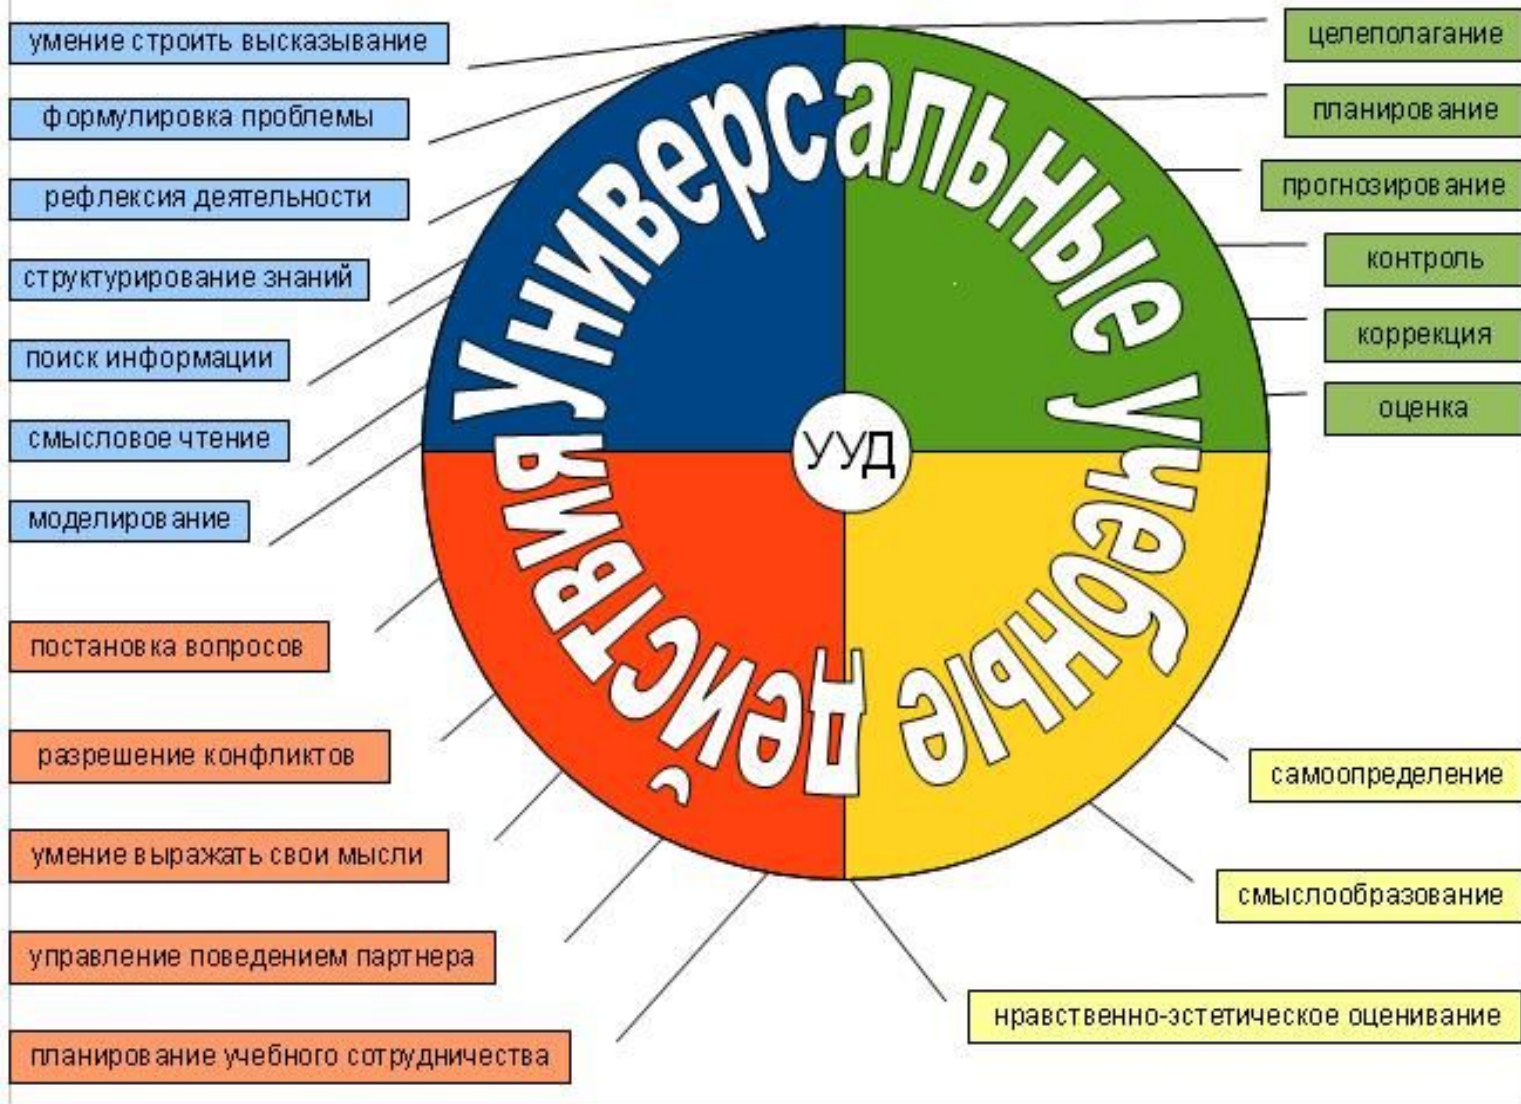 умение строить высказывание
формулировка проблемы
рефлексия деятельности
структурирование знаний
поиск информации
смысловое чтение
моделирование
постановка вопросов
разрешение конфликтов
умение выражать свои мысли
управление поведением партнера
планирование учебного сотрудничества
Универсальные учебные действия
УУД
целеполагание
планирование
прогнозирование
контроль
коррекция
оценка
самоопределение
смыслообразование
нравственно-эстетическое оценивание